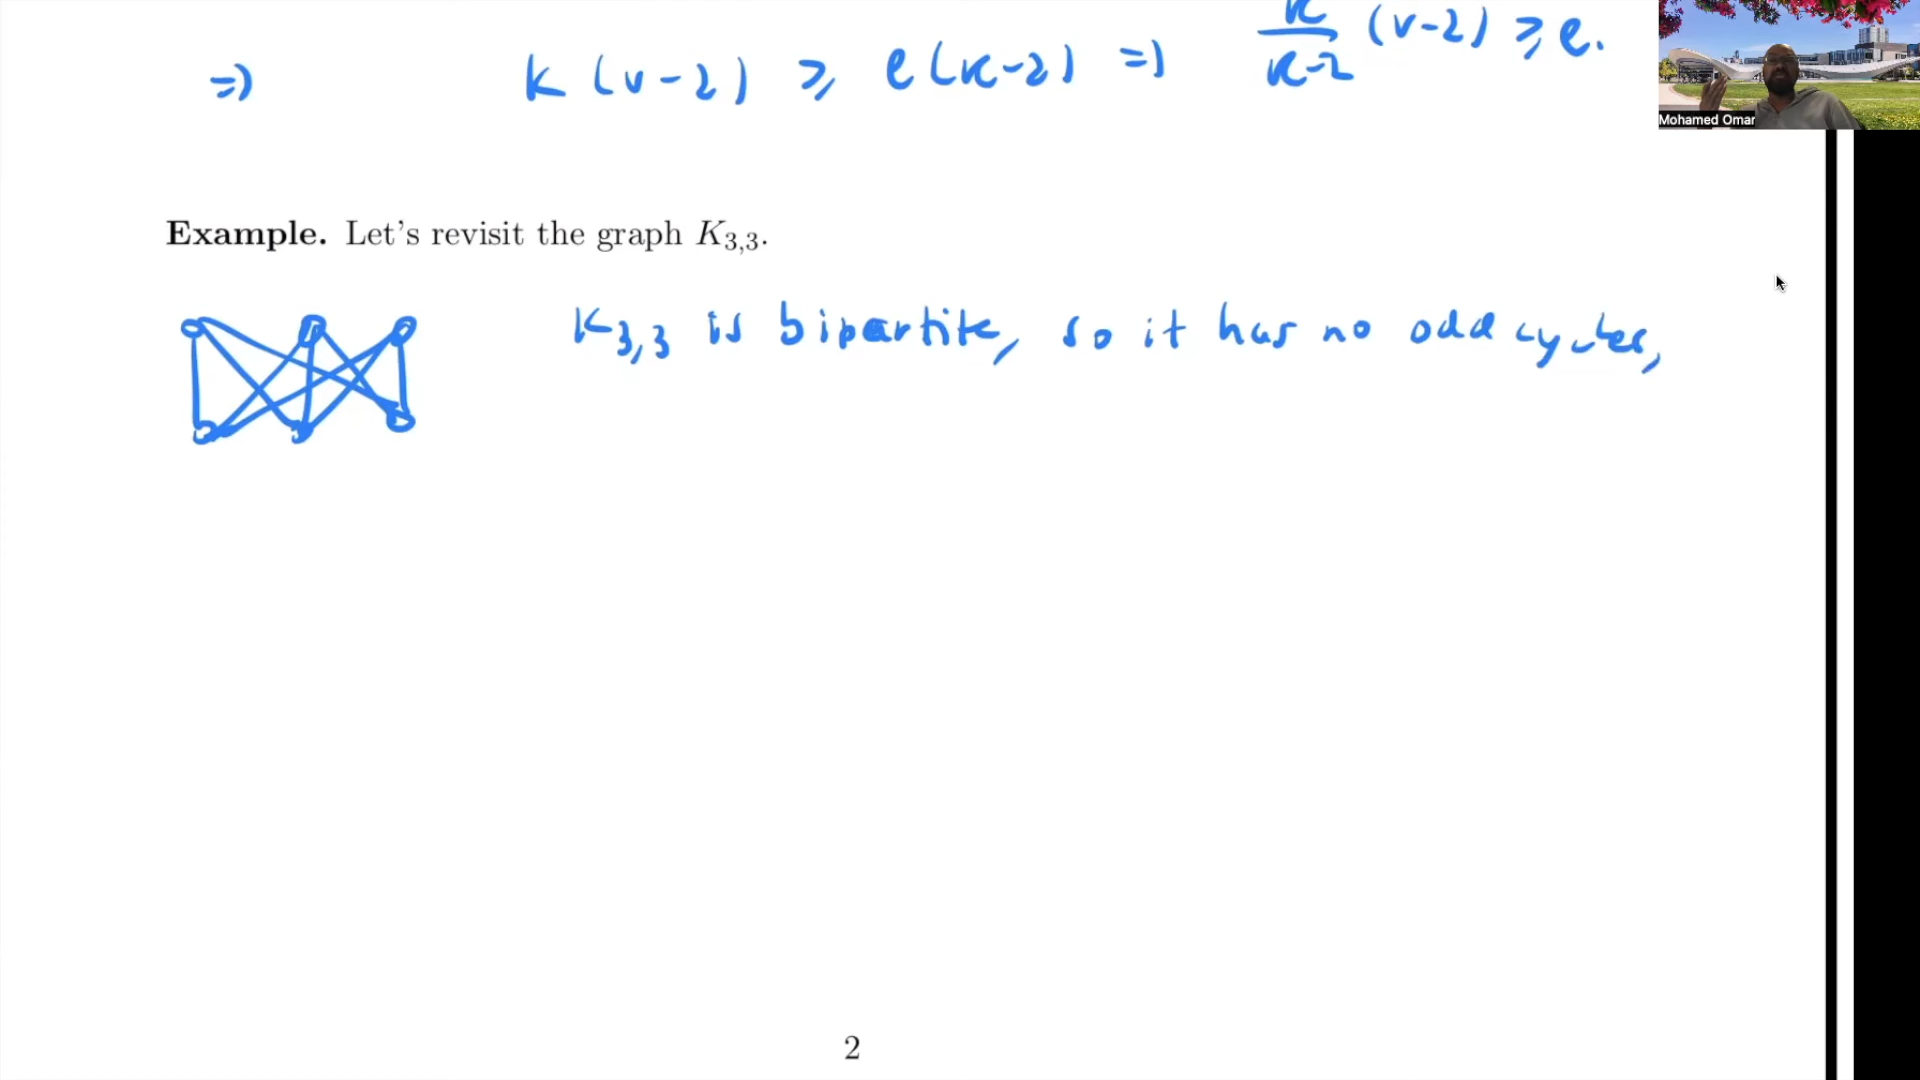 k/k-2 (v-2) ≥ e.
=> k (v-2) ≥ e(k-2) =>
Mohamed Omar
Example. Let's revisit the graph K3,3.
K3,3 is bipartite, so it has no odd cycles,
2